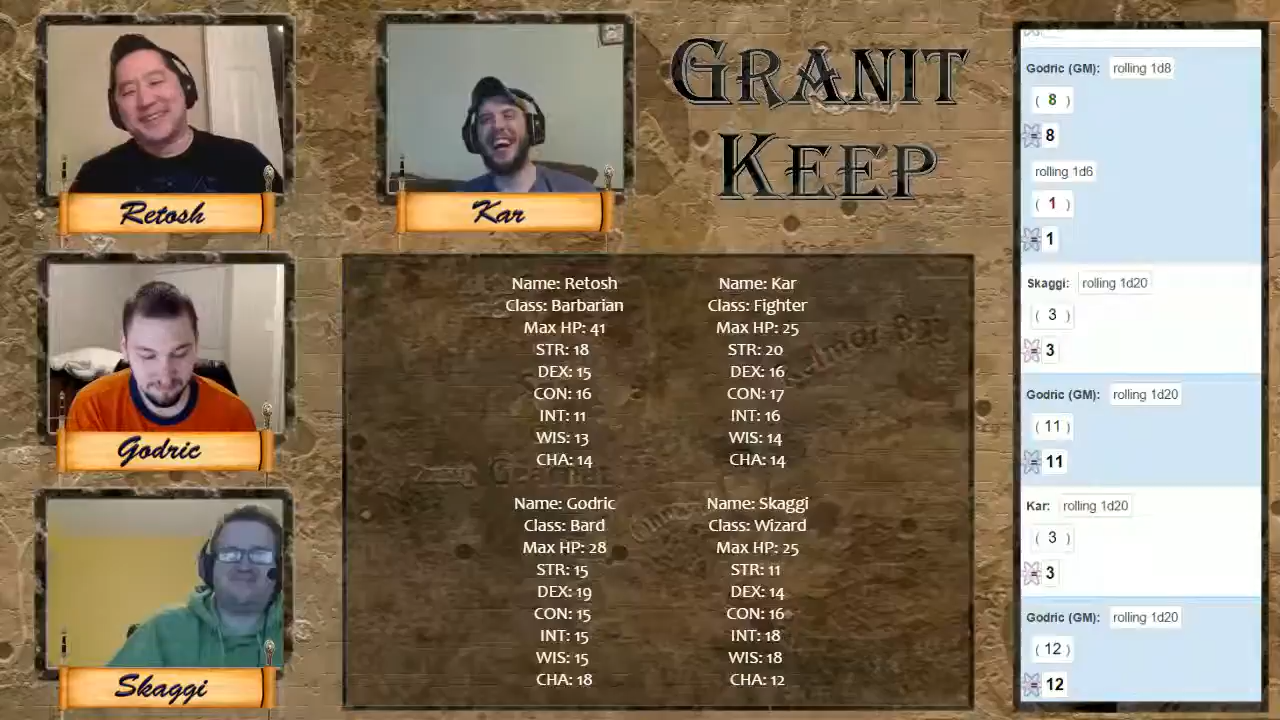 Retosh
Kar
GRANIT
KEEP
Godric
Skaggi
Name: Retosh
Class: Barbarian
Max HP: 41
STR: 18
DEX: 15
CON: 16
INT: 11
WIS: 13
CHA: 14
Name: Kar
Class: Fighter
Max HP: 25
STR: 20
DEX: 16
CON: 17
INT: 16
WIS: 14
CHA: 14
Name: Godric
Class: Bard
Max HP: 28
STR: 15
DEX: 19
CON: 15
INT: 15
WIS: 15
CHA: 18
Name: Skaggi
Class: Wizard
Max HP: 25
STR: 11
DEX: 14
CON: 16
INT: 18
WIS: 18
CHA: 12
Godric (GM): rolling 1d8
( 8 )
= 8
rolling 1d6
( 1 )
= 1
Skaggi: rolling 1d20
( 3 )
= 3
Godric (GM): rolling 1d20
( 11 )
= 11
Kar: rolling 1d20
( 3 )
= 3
Godric (GM): rolling 1d20
( 12 )
= 12